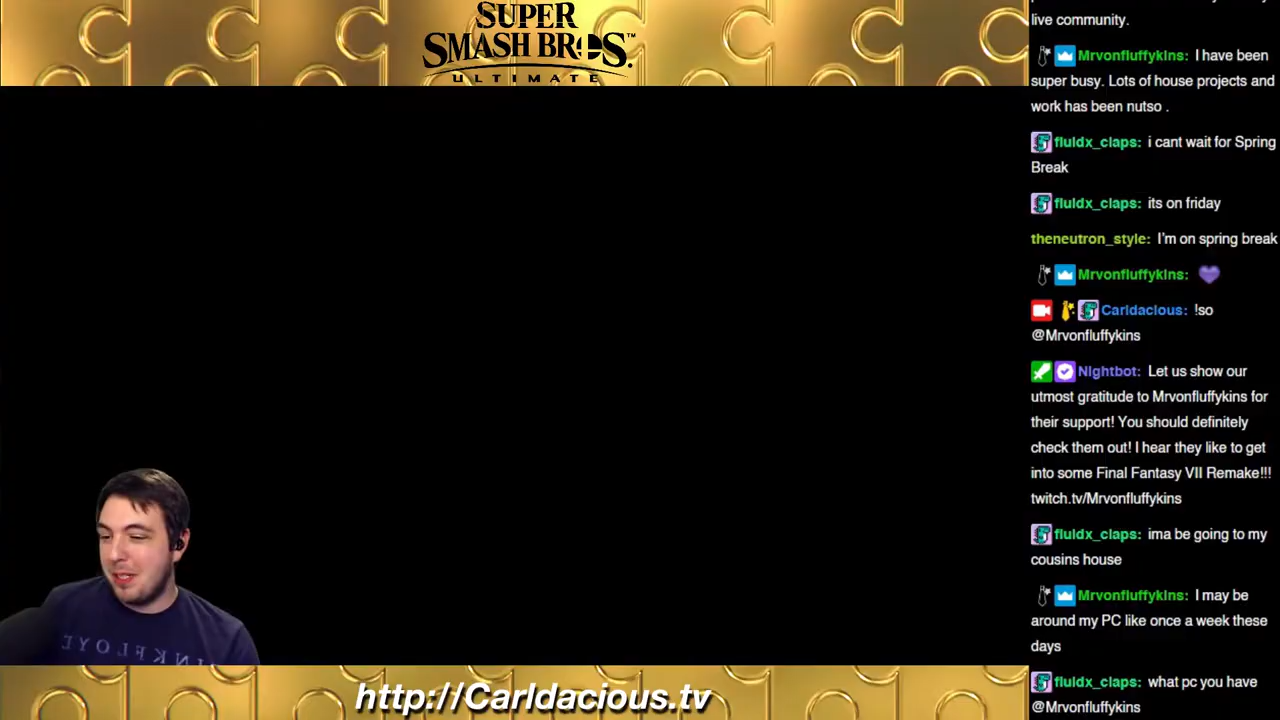 SUPER
SMASH BROS.™
ULTIMATE
live community.
Mrvonfluffykins: I have been
super busy. Lots of house projects and
work has been nutso .
fluidx_claps: i cant wait for Spring
Break
fluidx_claps: its on friday
theneutron_style: I'm on spring break
Mrvonfluffykins: 💜
Carldacious: !so
@Mrvonfluffykins
Nightbot: Let us show our
utmost gratitude to Mrvonfluffykins for
their support! You should definitely
check them out! I hear they like to get
into some Final Fantasy VII Remake!!!
twitch.tv/Mrvonfluffykins
fluidx_claps: ima be going to my
cousins house
Mrvonfluffykins: I may be
around my PC like once a week these
days
fluidx_claps: what pc you have
@Mrvonfluffykins
INK FLOYD
http://Carldacious.tv